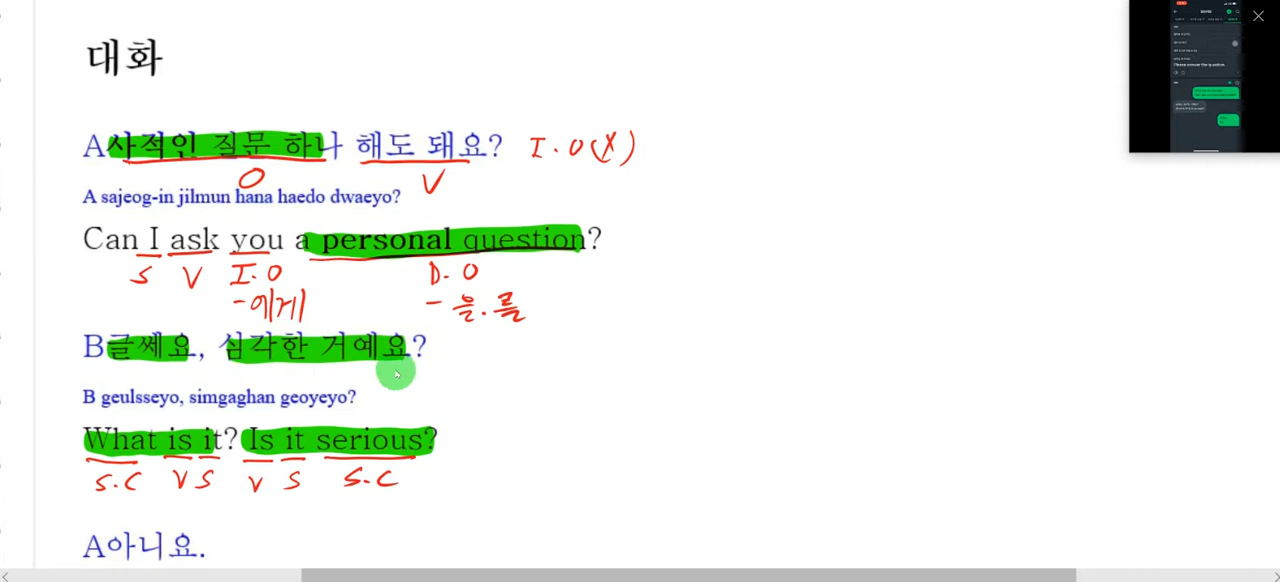 대화
A사적인 질문 하나 해도 돼요? I.O(X)
O V
A sajeog-in jilmun hana haedo dwaeyo?
Can I ask you a personal question?
S V I.O D.O
-에게 -을.를
B글쎄요, 심각한 거예요?
B geulsseyo, simgaghan geoyeyo?
What is it? Is it serious?
S.C V S V S S.C
A아니요.